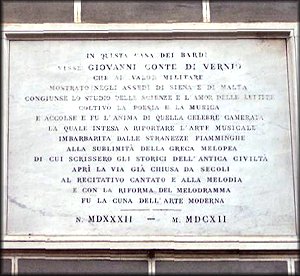 IN QUESTA CASA DEI BARDI
VISSE GIOVANNI CONTE DI VERNIO
CHE AL VALOR MILITARE
MOSTRATO NEGLI ASSEDI DI SIENA E DI MALTA
CONGIUNSE LO STUDIO DELLE SCIENZE E L'AMOR DELLE LETTERE
COLTIVÒ LA POESIA E LA MUSICA
E ACCOLSE E FU L'ANIMA DI QUELLA CELEBRE CAMERATA
LA QUALE INTESA A RIPORTARE L'ARTE MUSICALE
IMBARBARITA DALLE STRANEZZE FIAMMINGHE
ALLA SUBLIMITÀ DELLA GRECA MELOPEA
DI CUI SCRISSERO GLI STORICI DELL'ANTICA CIVILTÀ
APRÌ LA VIA GIÀ CHIUSA DA SECOLI
AL RECITATIVO CANTATO E ALLA MELODIA
E CON LA RIFORMA DEL MELODRAMMA
FU LA CUNA DELL'ARTE MODERNA
N. MDXXXII — M. MDCXII